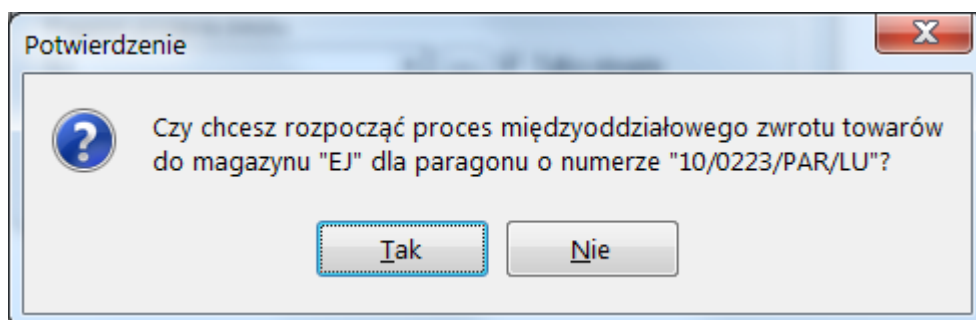 Potwierdzenie
Czy chcesz rozpocząć proces międzyoddziałowego zwrotu towarów
do magazynu "EJ" dla paragonu o numerze "10/0223/PAR/LU"?
Tak
Nie